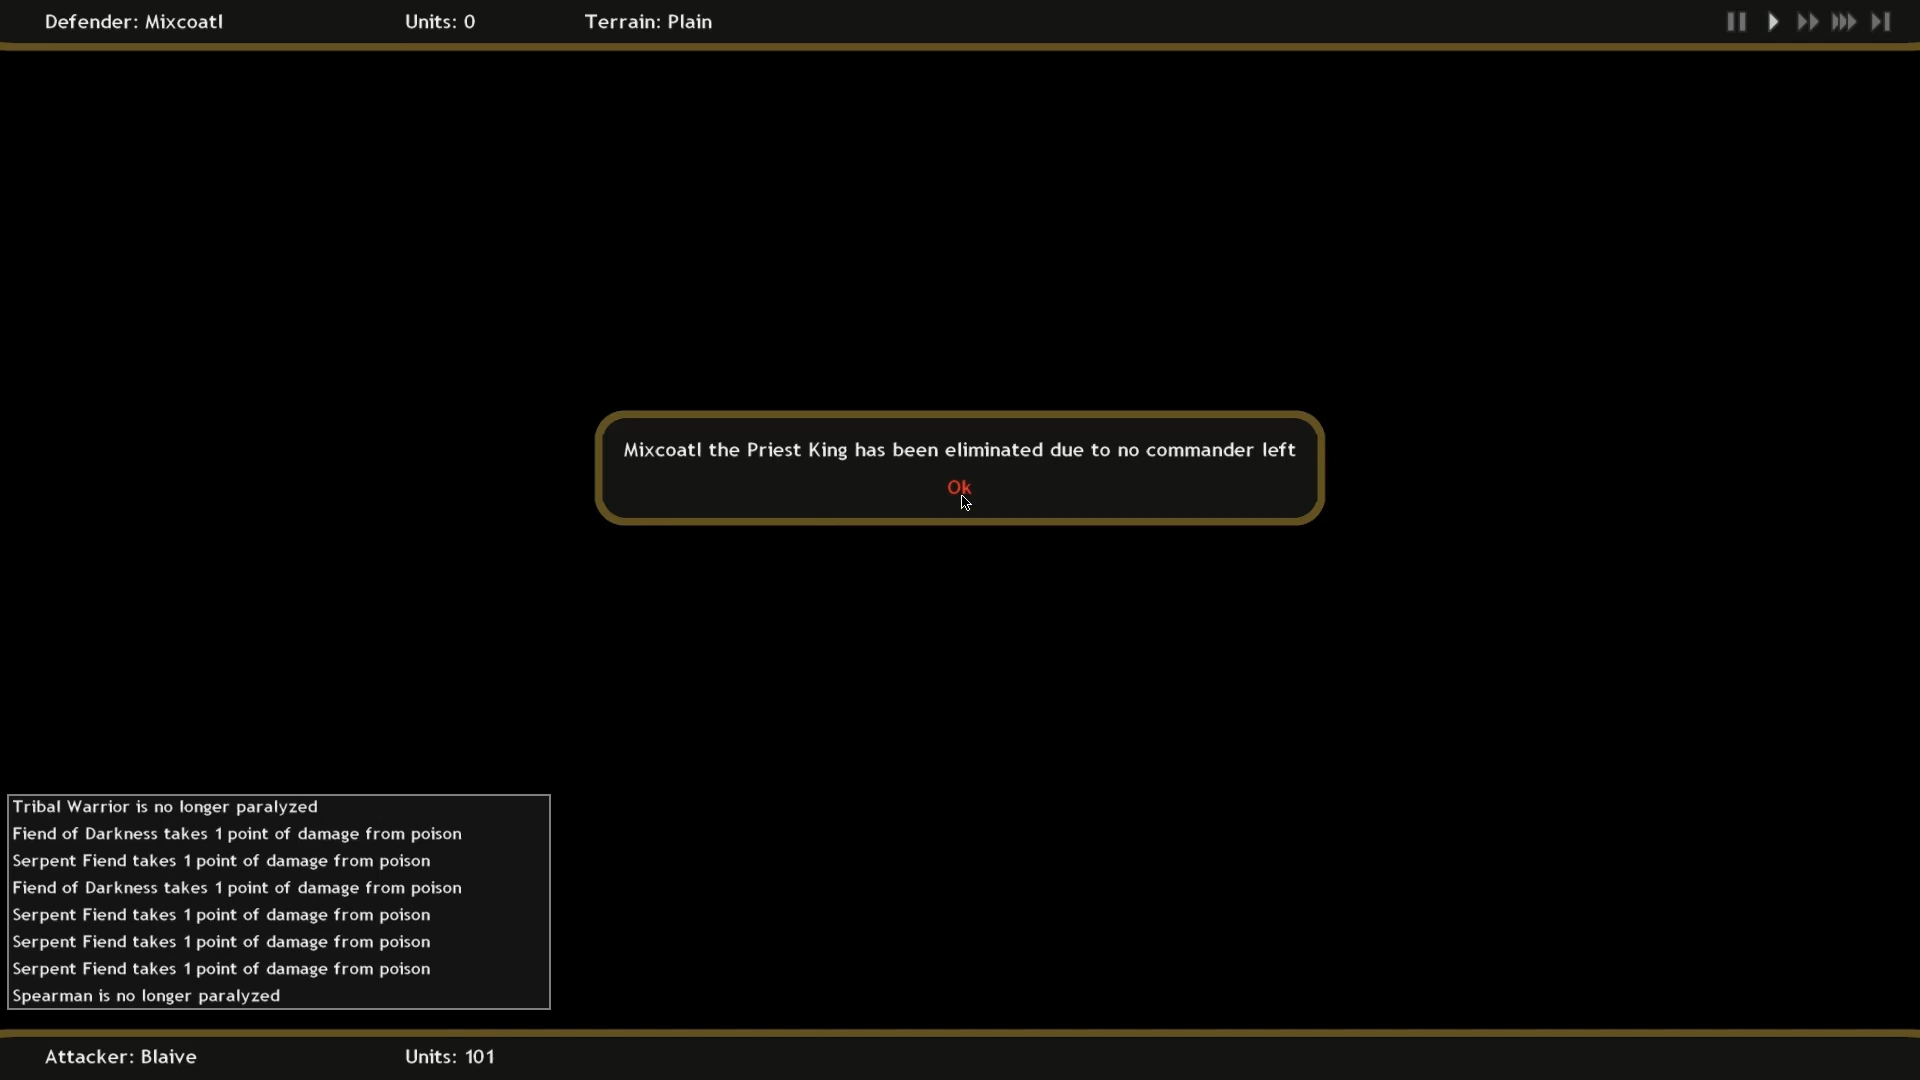 Defender: Mixcoatl Units: 0 Terrain: Plain
Mixcoatl the Priest King has been eliminated due to no commander left
Ok
Tribal Warrior is no longer paralyzed
Fiend of Darkness takes 1 point of damage from poison
Serpent Fiend takes 1 point of damage from poison
Fiend of Darkness takes 1 point of damage from poison
Serpent Fiend takes 1 point of damage from poison
Serpent Fiend takes 1 point of damage from poison
Serpent Fiend takes 1 point of damage from poison
Spearman is no longer paralyzed
Attacker: Blaive Units: 101